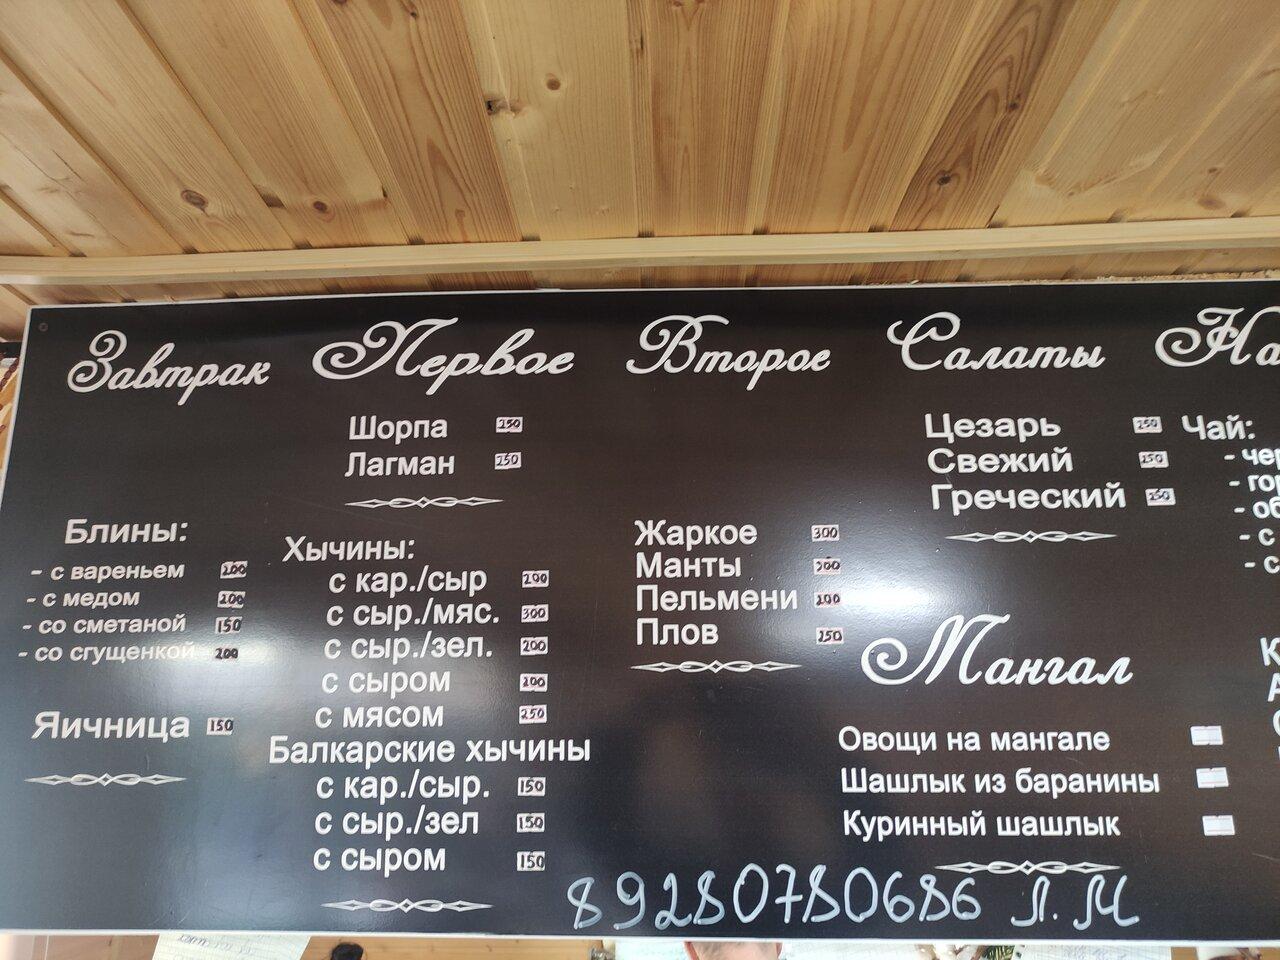 Завтрак
Блины:
- с вареньем 200
- с медом 200
- со сметаной 150
- со сгущенкой 200
Яичница 150
Первое
Шорпа 250
Лагман 250
Хычины:
с кар./сыр 200
с сыр./мяс. 300
с сыр./зел. 200
с сыром 200
с мясом 250
Балкарские хычины
с кар./сыр. 150
с сыр./зел 150
с сыром 150
Второе
Жаркое 300
Манты 200
Пельмени 200
Плов 250
Салаты
Цезарь 250
Свежий 150
Греческий 250
Мангал
Овощи на мангале
Шашлык из баранины
Куринный шашлык
Чай:
89280780686 Л.М